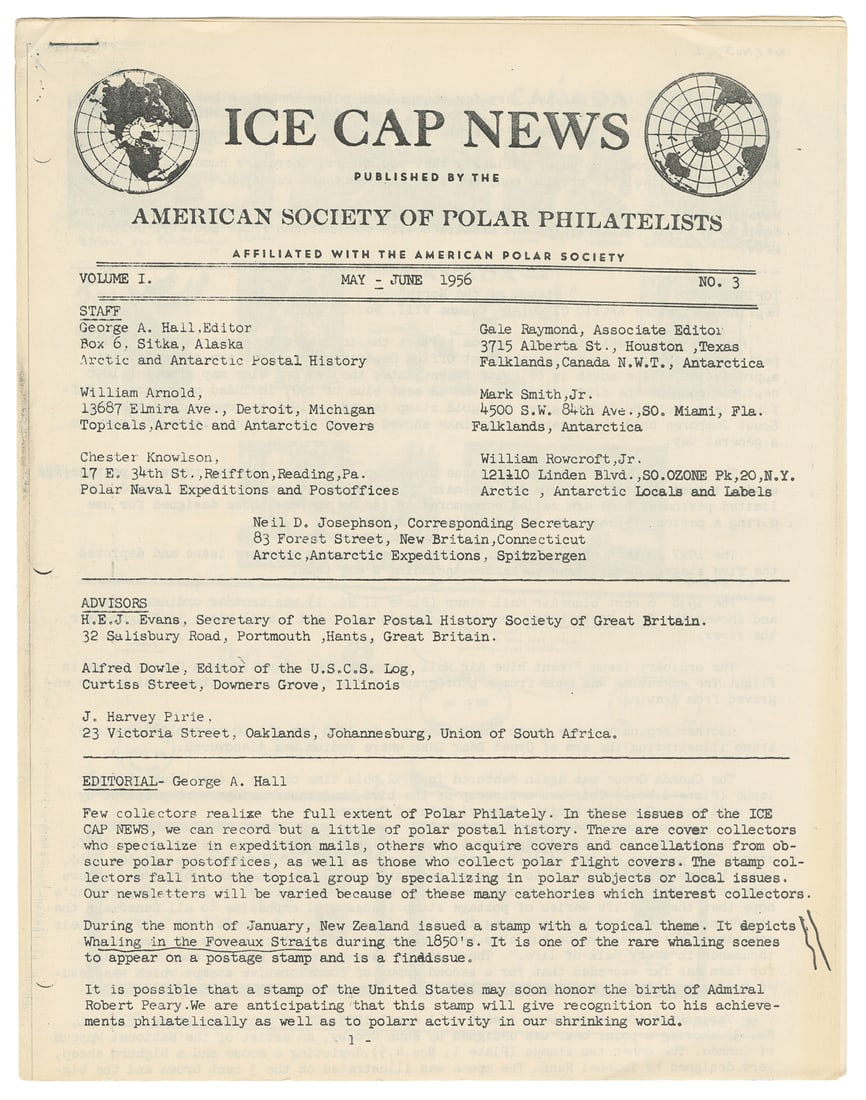 ICE CAP NEWS
PUBLISHED BY THE
AMERICAN SOCIETY OF POLAR PHILATELISTS
AFFILIATED WITH THE AMERICAN POLAR SOCIETY
VOLUME I. MAY - JUNE 1956 NO. 3
STAFF
George A. Hall,Editor
Box 6. Sitka, Alaska
Arctic and Antarctic Postal History
Gale Raymond, Associate Editor
3715 Alberta St., Houston ,Texas
Falklands,Canada N.W.T., Antarctica
William Arnold,
13687 Elmira Ave., Detroit, Michigan
Topicals,Arctic and Antarctic Covers
Mark Smith,Jr.
4500 S.W. 84th Ave.,SO. Miami, Fla.
Falklands, Antarctica
Chester Knowlson,
17 E. 34th St.,Reiffton,Reading,Pa.
Polar Naval Expeditions and Postoffices
William Rowcroft,Jr.
121110 Linden Blvd.,SO.OZONE Pk,20,N.Y.
Arctic , Antarctic Locals and Labels
Neil D. Josephson, Corresponding Secretary
83 Forest Street, New Britain,Connecticut
Arctic,Antarctic Expeditions, Spitzbergen
ADVISORS
H.E.J. Evans, Secretary of the Polar Postal History Society of Great Britain.
32 Salisbury Road, Portmouth ,Hants, Great Britain.
Alfred Dowle, Editor of the U.S.C.S. Log,
Curtiss Street, Downers Grove, Illinois
J. Harvey Pirie.
23 Victoria Street, Oaklands, Johannesburg, Union of South Africa.
EDITORIAL- George A. Hall
Few collectors realize the full extent of Polar Philately. In these issues of the ICE
CAP NEWS, we can record but a little of polar postal history. There are cover collectors
who specialize in expedition mails, others who acquire covers and cancellations from ob-
scure polar postoffices, as well as those who collect polar flight covers. The stamp col-
lectors fall into the topical group by specializing in polar subjects or local issues.
Our newsletters will be varied because of these many catehories which interest collectors.
During the month of January, New Zealand issued a stamp with a topical theme. It depicts
Whaling in the Foveaux Straits during the 1850's. It is one of the rare whaling scenes
to appear on a postage stamp and is a findissue.
It is possible that a stamp of the United States may soon honor the birth of Admiral
Robert Peary.We are anticipating that this stamp will give recognition to his achieve-
ments philatelically as well as to polarr activity in our shrinking world.
1 -